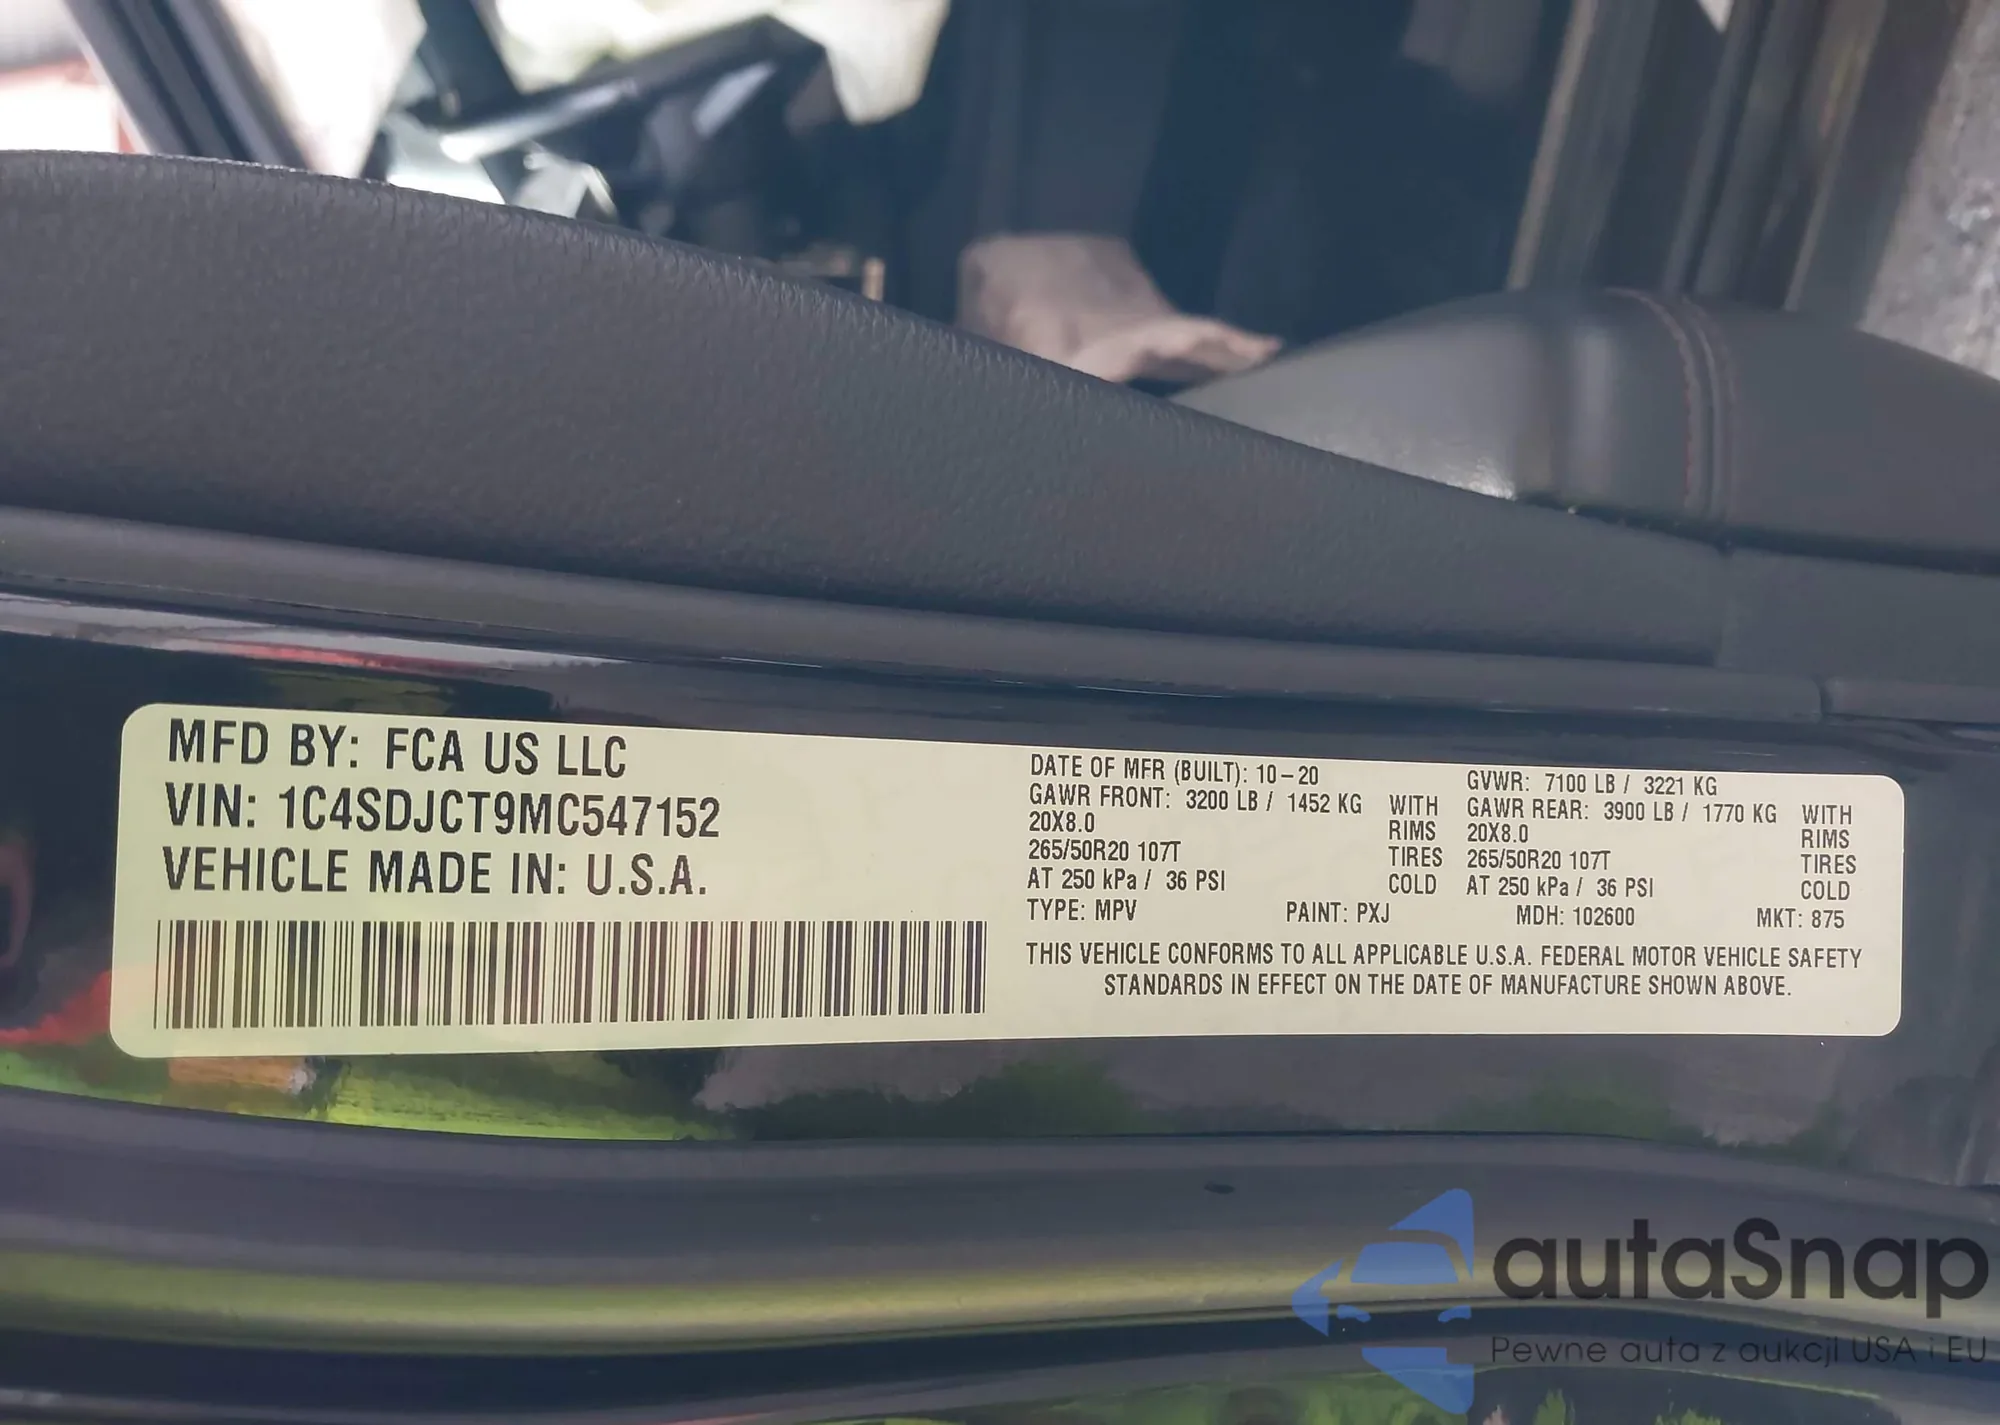 MFD BY: FCA US LLC
VIN: 1C4SDJCT9MC547152
VEHICLE MADE IN: U.S.A.
DATE OF MFR (BUILT): 10-20
GAWR FRONT: 3200 LB / 1452 KG WITH
20X8.0 RIMS
265/50R20 107T TIRES
AT 250 kPa / 36 PSI COLD
GVWR: 7100 LB / 3221 KG
GAWR REAR: 3900 LB / 1770 KG WITH
20X8.0 RIMS
265/50R20 107T TIRES
AT 250 kPa / 36 PSI COLD
TYPE: MPV PAINT: PXJ MDH: 102600 MKT: 875
THIS VEHICLE CONFORMS TO ALL APPLICABLE U.S.A. FEDERAL MOTOR VEHICLE SAFETY
STANDARDS IN EFFECT ON THE DATE OF MANUFACTURE SHOWN ABOVE.
autaSnap
Pewne auta z aukcji USA i EU